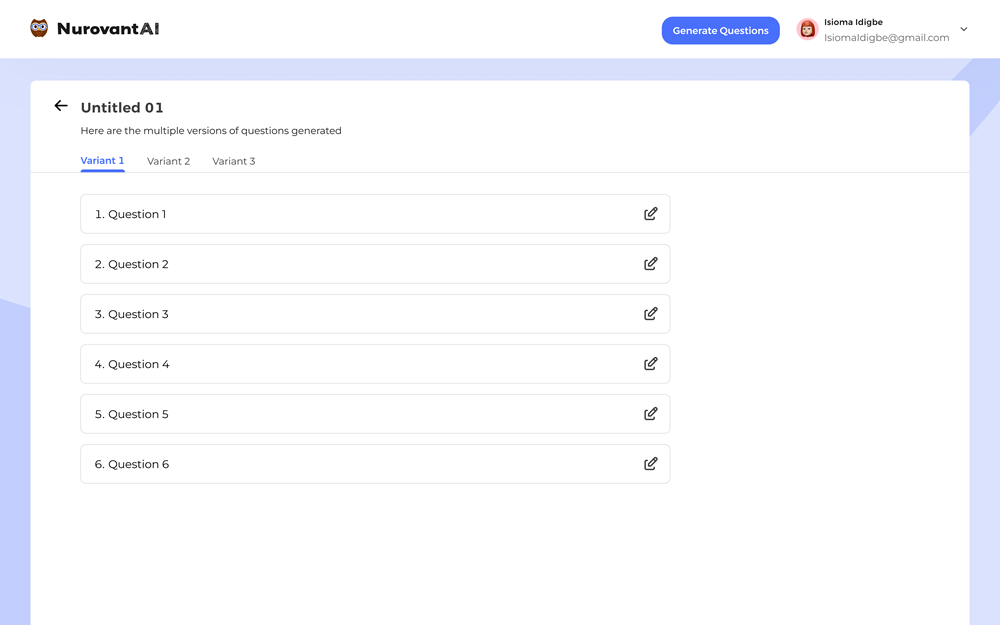 NurovantAI
Generate Questions
Isioma Idigbe
IsiomaIdigbe@gmail.com
Untitled 01
Here are the multiple versions of questions generated
Variant 1
Variant 2
Variant 3
1. Question 1
2. Question 2
3. Question 3
4. Question 4
5. Question 5
6. Question 6